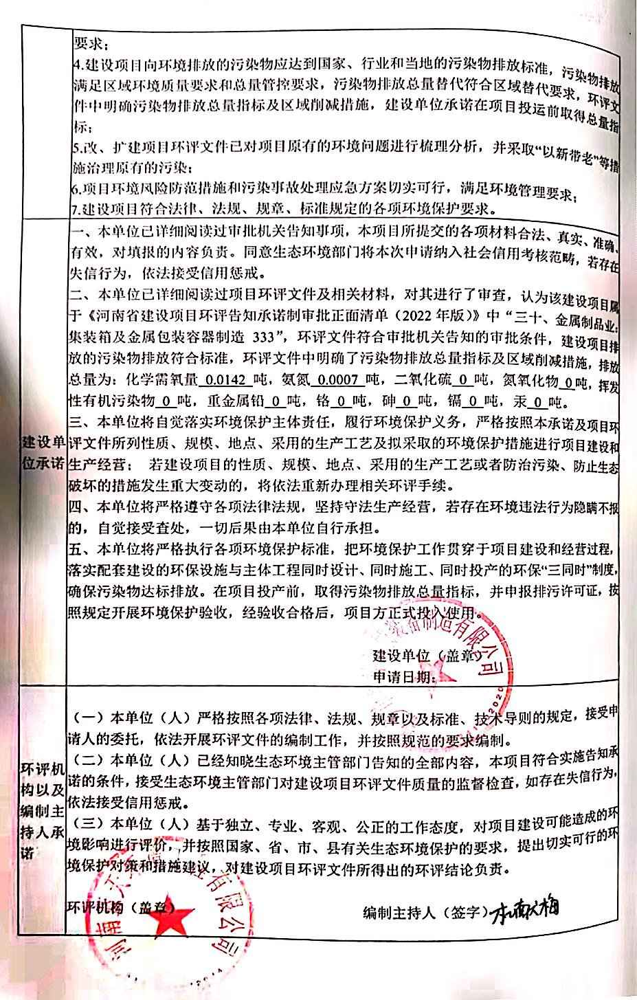 要求；
4.建设项目向环境排放的污染物应达到国家、行业和当地的污染物排放标准，污染物排放
满足区域环境质量要求和总量管控要求，污染物排放总量替代符合区域替代要求，环评文
件中明确污染物排放总量指标及区域削减措施，建设单位承诺在项目投运前取得总量指
标；
5.改、扩建项目环评文件已对项目原有的环境问题进行梳理分析，并采取“以新带老”等措
施治理原有的污染；
6.项目环境风险防范措施和污染事故处理应急方案切实可行，满足环境管理要求；
7.建设项目符合法律、法规、规章、标准规定的各项环境保护要求。
建设单
位承诺
一、本单位已详细阅读过审批机关告知事项，本项目所提交的各项材料合法、真实、准确、
有效，对填报的内容负责。同意生态环境部门将本次申请纳入社会信用考核范畴，若存在
失信行为，依法接受信用惩戒。
二、本单位已详细阅读过项目环评文件及相关材料，对其进行了审查，认为该建设项目属
于《河南省建设项目环评告知承诺制审批正面清单（2022年版）》中“三十、金属制品业：
集装箱及金属包装容器制造 333”，环评文件符合审批机关告知的审批条件，建设项目排
放的污染物排放符合标准，环评文件中明确了污染物排放总量指标及区域削减措施，排放
总量为：化学需氧量 0.0142 吨，氨氮 0.0007 吨，二氧化硫 0 吨，氮氧化物 0 吨，挥发
性有机污染物 0 吨，重金属铅 0 吨，铬 0 吨，砷 0 吨，镉 0 吨，汞 0 吨。
三、本单位将自觉落实环境保护主体责任，履行环境保护义务，严格按照本承诺及项目环
评文件所列性质、规模、地点、采用的生产工艺及拟采取的环境保护措施进行项目建设和
生产经营； 若建设项目的性质、规模、地点、采用的生产工艺或者防治污染、防止生态
破坏的措施发生重大变动的，将依法重新办理相关环评手续。
四、本单位将严格遵守各项法律法规，坚持守法生产经营，若存在环境违法行为隐瞒不报
的，自觉接受查处，一切后果由本单位自行承担。
五、本单位将严格执行各项环境保护标准，把环境保护工作贯穿于项目建设和经营过程，
落实配套建设的环保设施与主体工程同时设计、同时施工、同时投产的环保“三同时”制度，
确保污染物达标排放。在项目投产前，取得污染物排放总量指标，并申报排污许可证，按
照规定开展环境保护验收，经验收合格后，项目方正式投入使用。
装备制造有限公司
建设单位（盖章）
申请日期：
环评机
构以及
编制主
持人承
诺
（一）本单位（人）严格按照各项法律、法规、规章以及标准、技术导则的规定，接受申
请人的委托，依法开展环评文件的编制工作，并按照规范的要求编制。
（二）本单位（人）已经知晓生态环境主管部门告知的全部内容，本项目符合实施告知承
诺的条件，接受生态环境主管部门对建设项目环评文件质量的监督检查，如存在失信行为，
依法接受信用惩戒。
（三）本单位（人）基于独立、专业、客观、公正的工作态度，对项目建设可能造成的环
境影响进行评价，并按照国家、省、市、县有关生态环境保护的要求，提出切实可行的环
境保护对策和措施建议，对建设项目环评文件所得出的环评结论负责。
有限公司
环评机构（盖章）
编制主持人（签字）